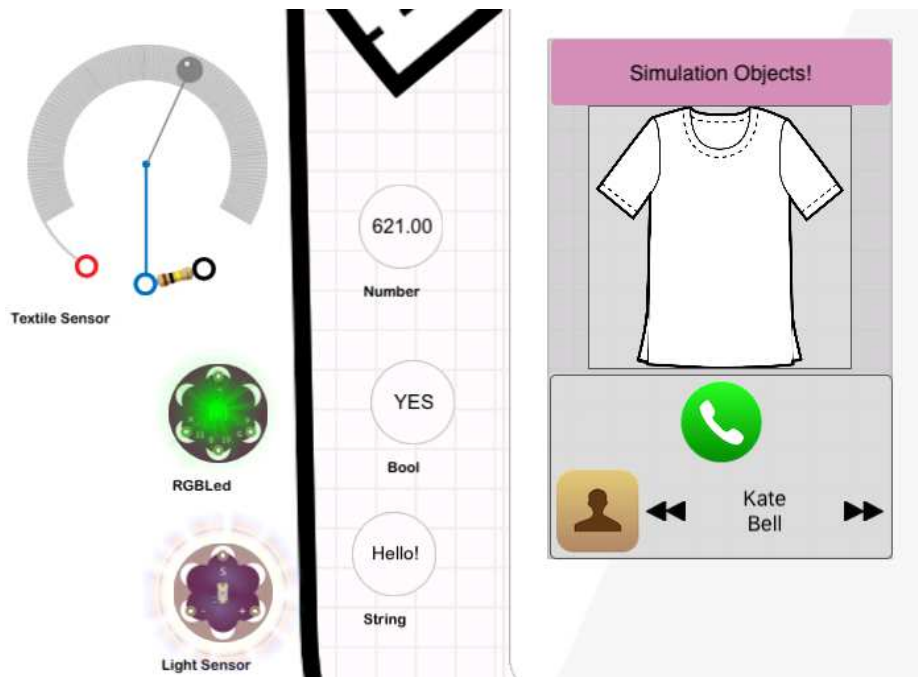 Textile Sensor
RGBLed
S
Light Sensor
621.00
Number
YES
Bool
Hello!
String
Simulation Objects!
Kate
Bell